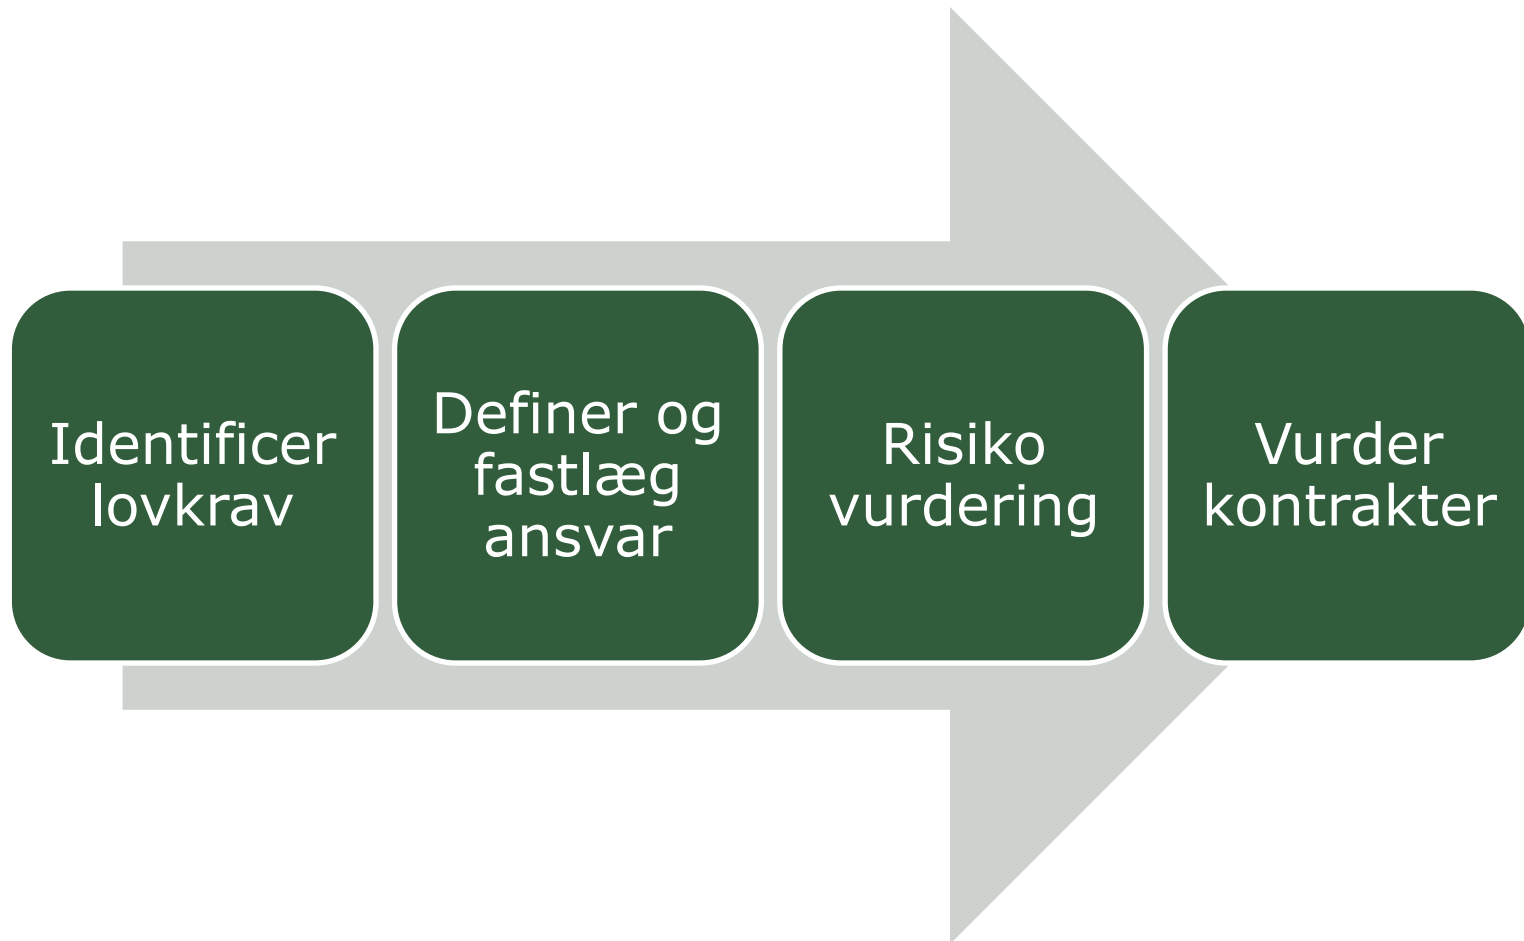 Identificer
lovkrav
Definer og
fastlæg
ansvar
Risiko
vurdering
Vurder
kontrakter